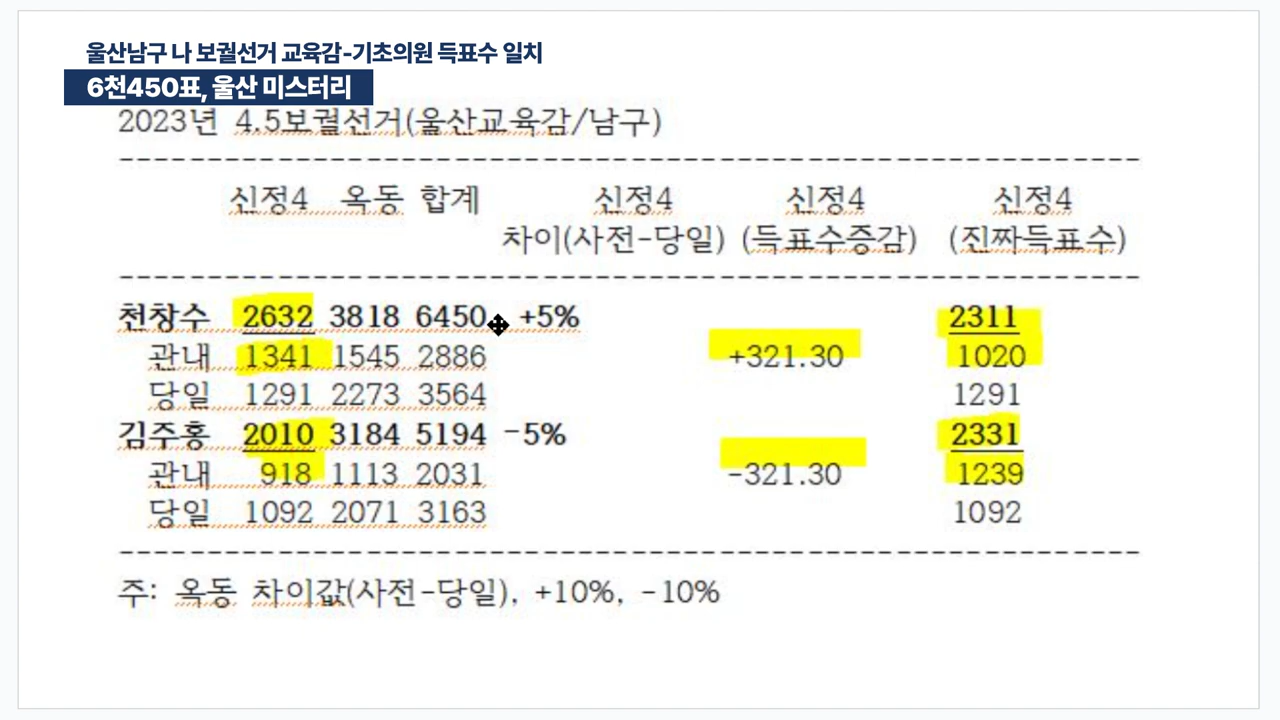 울산남구 나 보궐선거 교육감-기초의원 득표수 일치
6천450표, 울산 미스터리
2023년 4.5보궐선거(울산교육감/남구)
신정4 옥동 합계 신정4 신정4 신정4
차이(사전-당일) (득표수증감) (진짜득표수)
천창수 2632 3818 6450 +5% 2311
관내 1341 1545 2886 +321.30 1020
당일 1291 2273 3564 1291
김주홍 2010 3184 5194 -5% 2331
관내 918 1113 2031 -321.30 1239
당일 1092 2071 3163 1092
주: 옥동 차이값(사전-당일), +10%, -10%